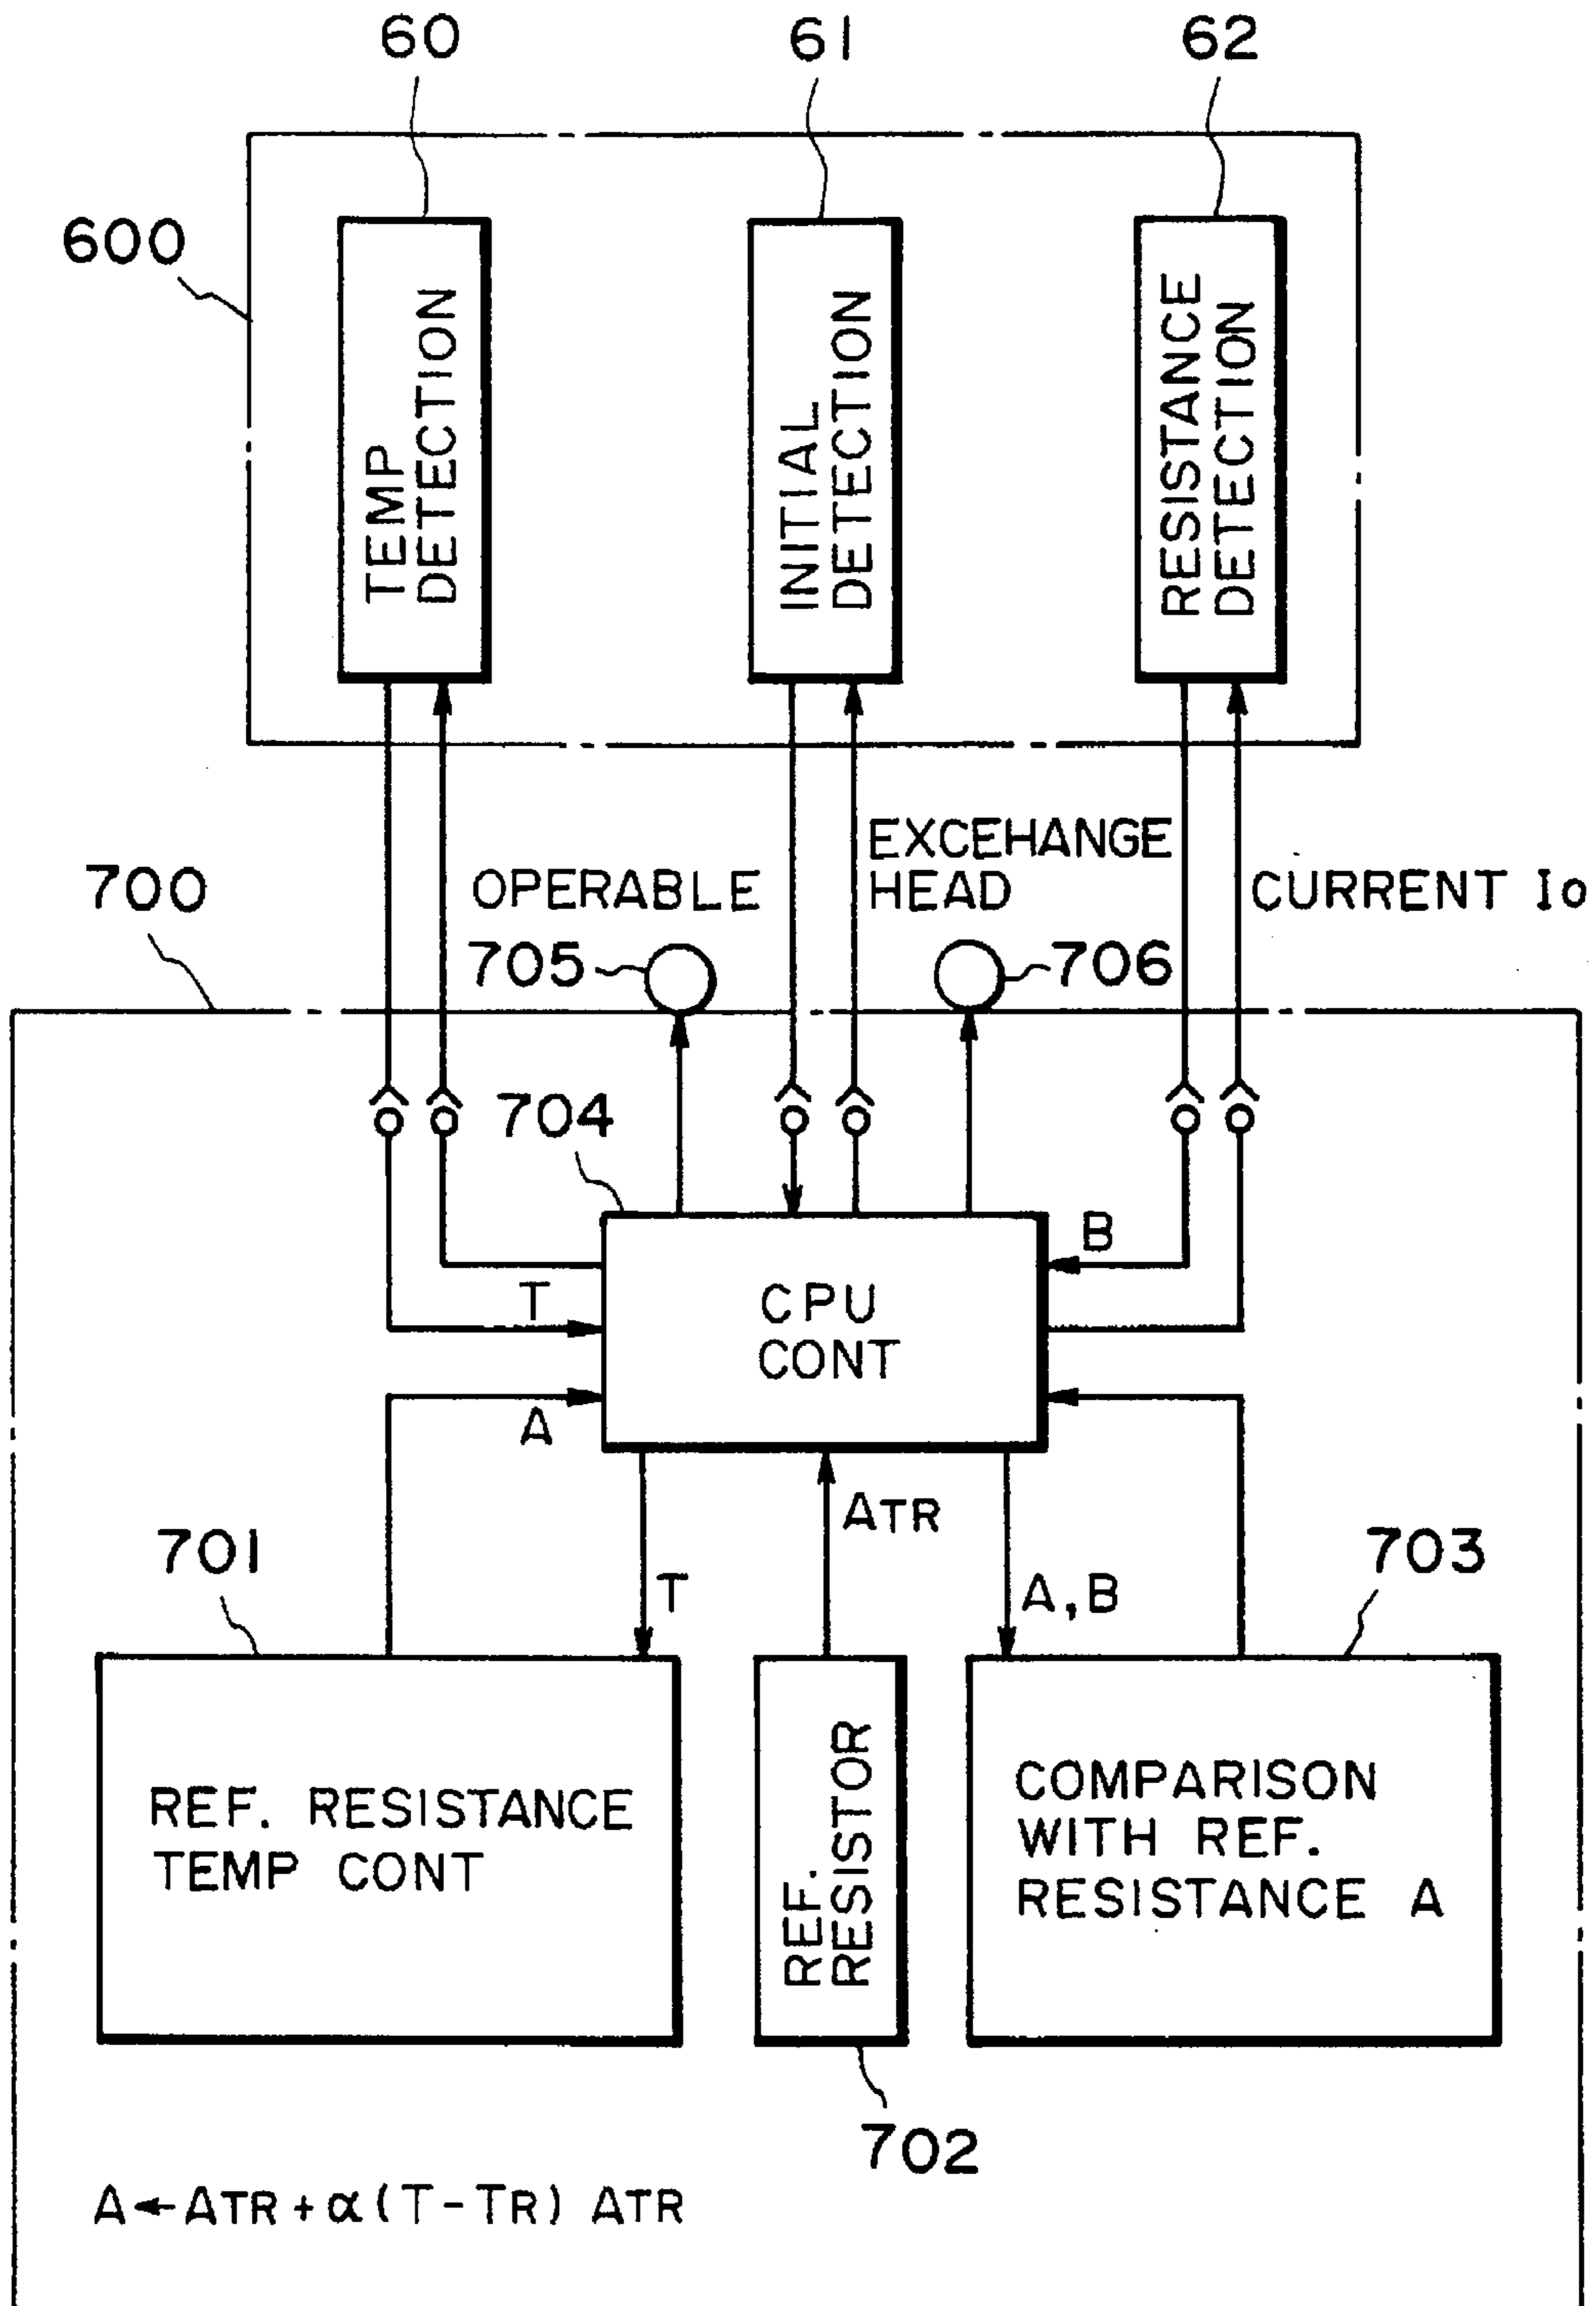 60
61
62
600
TEMP
DETECTION
INITIAL
DETECTION
RESISTANCE
DETECTION
700
OPERABLE
EXCEHANGE
HEAD
CURRENT Io
705
706
704
B
T
CPU
CONT
A
ATR
701
T
A,B
703
REF. RESISTANCE
TEMP CONT
REF.
RESISTOR
COMPARISON
WITH REF.
RESISTANCE A
702
A←ATR+α(T-TR) ATR